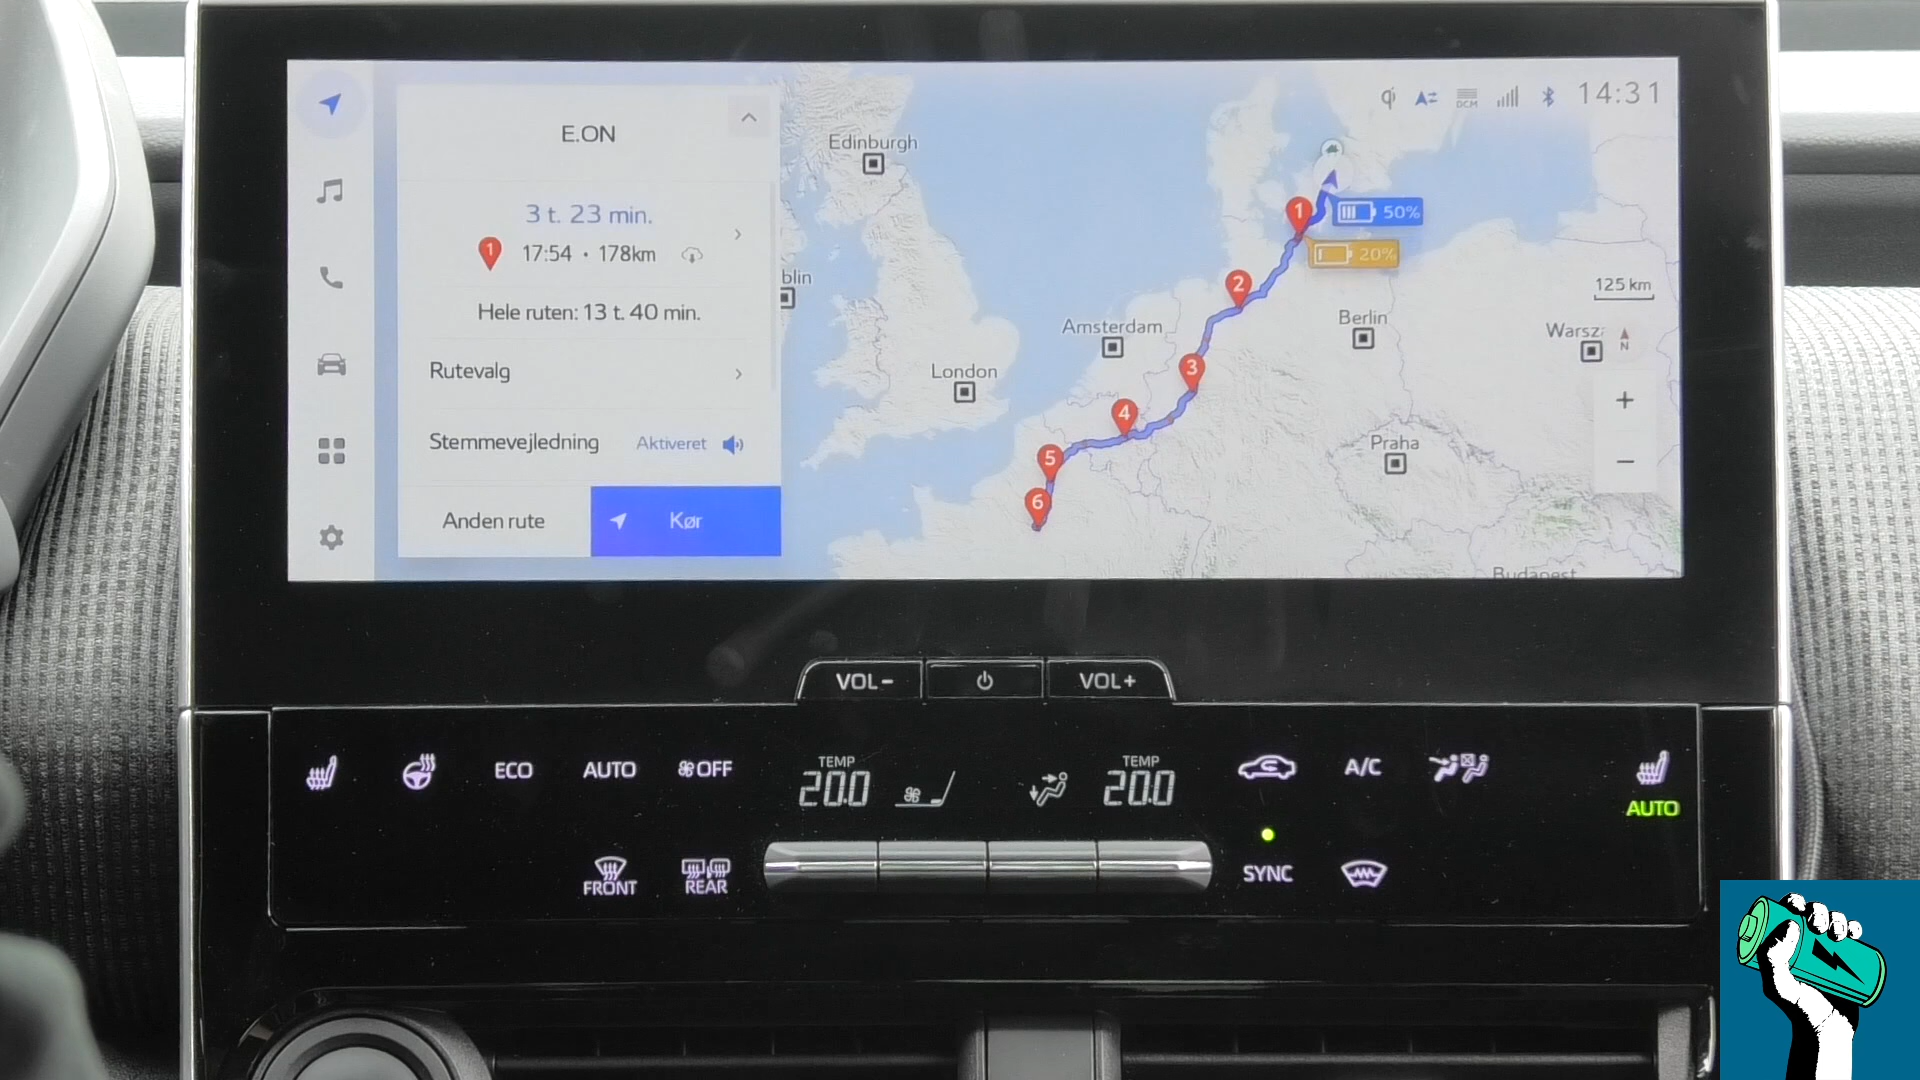 E.ON
3 t. 23 min.
1
17:54 • 178km
Hele ruten: 13 t. 40 min.
Rutevalg
Stemmevejledning Aktiveret
Anden rute
Kør
DCM
14:31
Edinburgh
1
50%
20%
blin
2
125 km
Amsterdam
Berlin
Warsz
N
London
3
4
+
Praha
5
−
6
Budapest
VOL−
VOL+
ECO
AUTO
OFF
TEMP
20.0
TEMP
20.0
A/C
AUTO
FRONT
REAR
SYNC